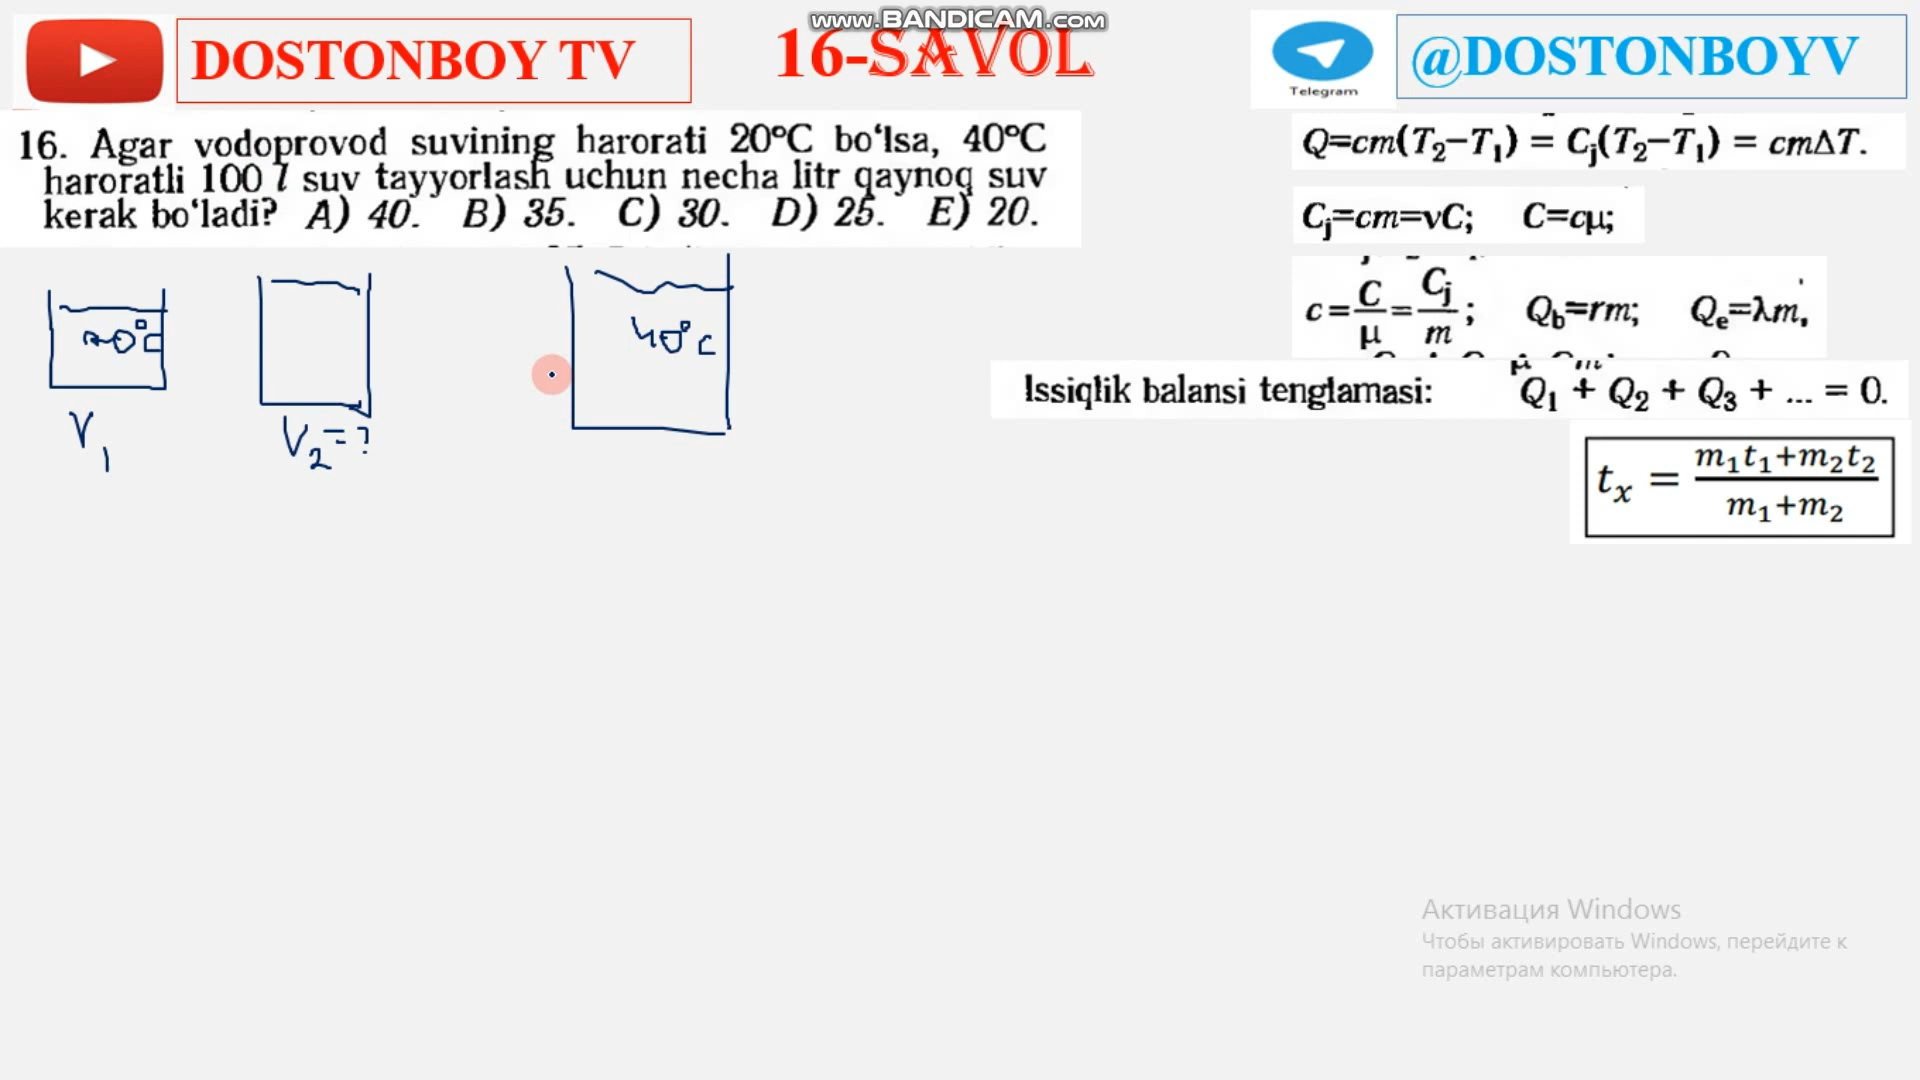 www.BANDICAM.com
DOSTONBOY TV
16-SAVOL
Telegram
@DOSTONBOYV
16. Agar vodoprovod suvining harorati 20°C bo‘lsa, 40°C
haroratli 100 l suv tayyorlash uchun necha litr qaynoq suv
kerak bo‘ladi? A) 40. B) 35. C) 30. D) 25. E) 20.
Q=cm(T₂−T₁) = Cⱼ(T₂−T₁) = cmΔT.
Cⱼ=cm=νC; C=cμ;
c=C/μ=Cⱼ/m; Q_b=rm; Q_e=λm,
Issiqlik balansi tenglamasi: Q₁ + Q₂ + Q₃ + ... = 0.
tₓ = (m₁t₁+m₂t₂)/(m₁+m₂)
20°C
40°C
V₁
V₂=?
Активация Windows
Чтобы активировать Windows, перейдите к
параметрам компьютера.